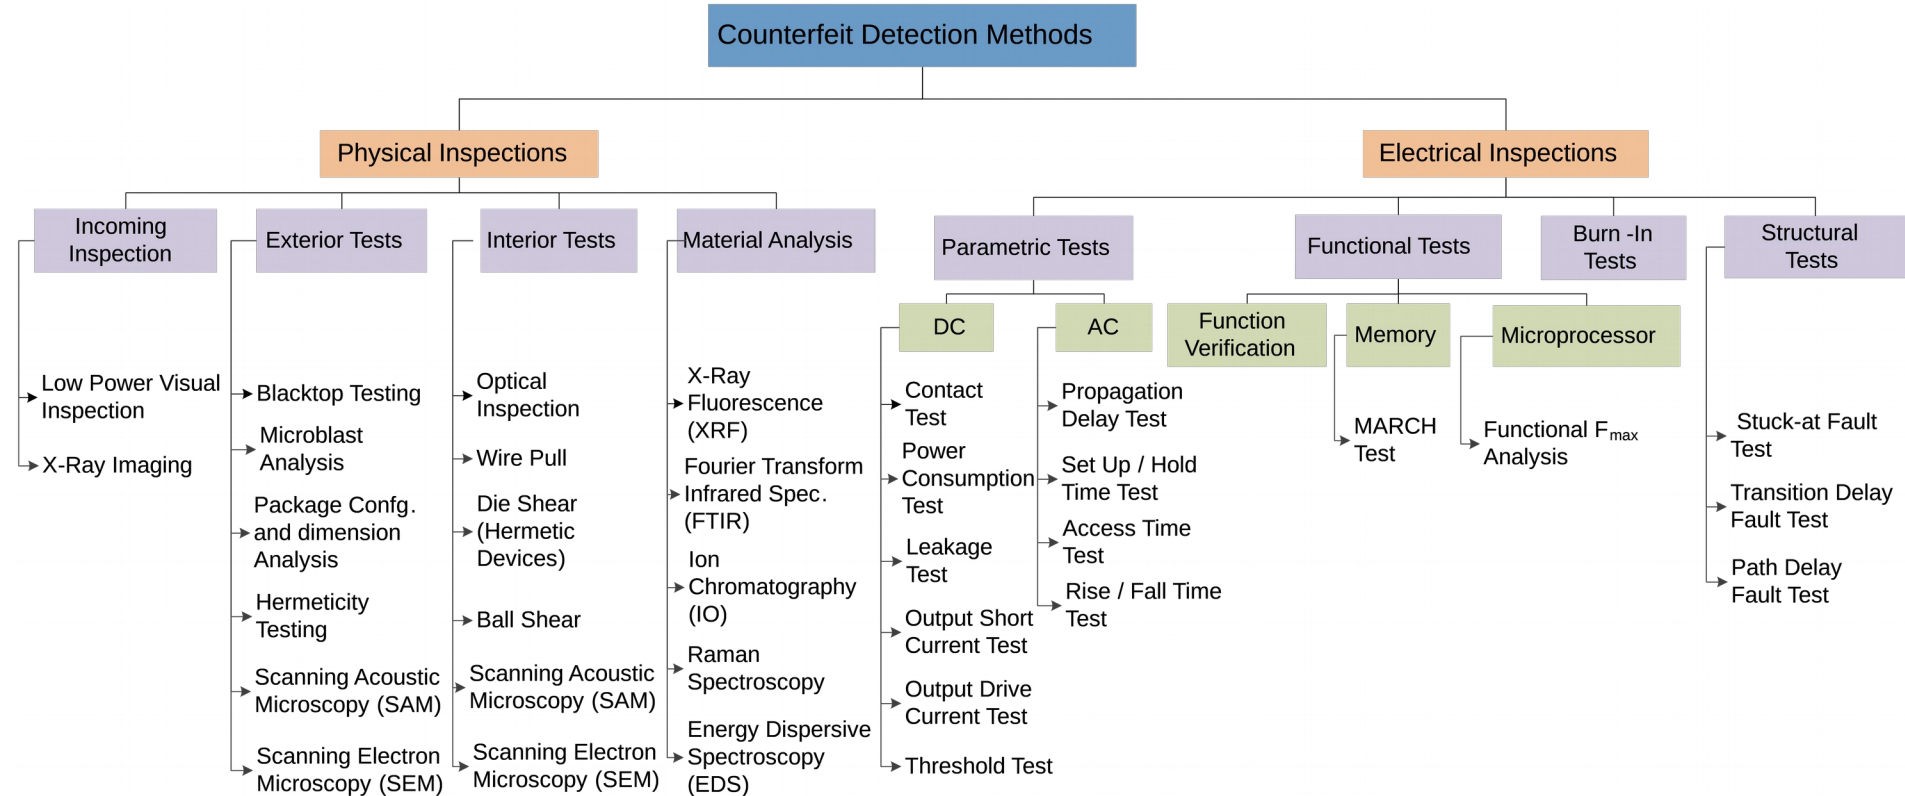 Counterfeit Detection Methods
Physical Inspections
Electrical Inspections
Incoming
Inspection
Low Power Visual
Inspection
X-Ray Imaging
Exterior Tests
Blacktop Testing
Microblast
Analysis
Package Confg.
and dimension
Analysis
Hermeticity
Testing
Scanning Acoustic
Microscopy (SAM)
Scanning Electron
Microscopy (SEM)
Interior Tests
Optical
Inspection
Wire Pull
Die Shear
(Hermetic
Devices)
Ball Shear
Scanning Acoustic
Microscopy (SAM)
Scanning Electron
Microscopy (SEM)
Material Analysis
X-Ray
Fluorescence
(XRF)
Fourier Transform
Infrared Spec.
(FTIR)
Ion
Chromatography
(IO)
Raman
Spectroscopy
Energy Dispersive
Spectroscopy
(EDS)
Parametric Tests
DC
Contact
Test
Power
Consumption
Test
Leakage
Test
Output Short
Current Test
Output Drive
Current Test
Threshold Test
AC
Propagation
Delay Test
Set Up / Hold
Time Test
Access Time
Test
Rise / Fall Time
Test
Functional Tests
Function
Verification
Memory
MARCH
Test
Microprocessor
Functional Fmax
Analysis
Burn -In
Tests
Structural
Tests
Stuck-at Fault
Test
Transition Delay
Fault Test
Path Delay
Fault Test